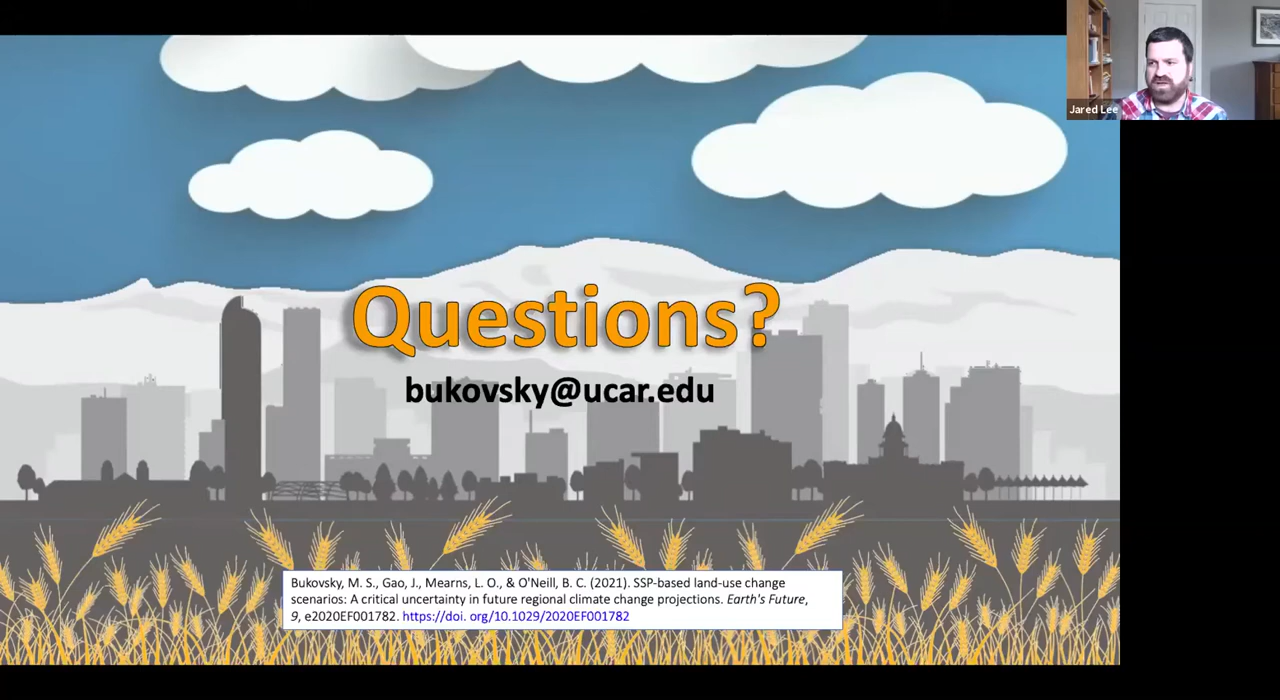 Jared Lee
Questions?
bukovsky@ucar.edu
Bukovsky, M. S., Gao, J., Mearns, L. O., & O'Neill, B. C. (2021). SSP-based land-use change
scenarios: A critical uncertainty in future regional climate change projections. Earth's Future,
9, e2020EF001782. https://doi. org/10.1029/2020EF001782